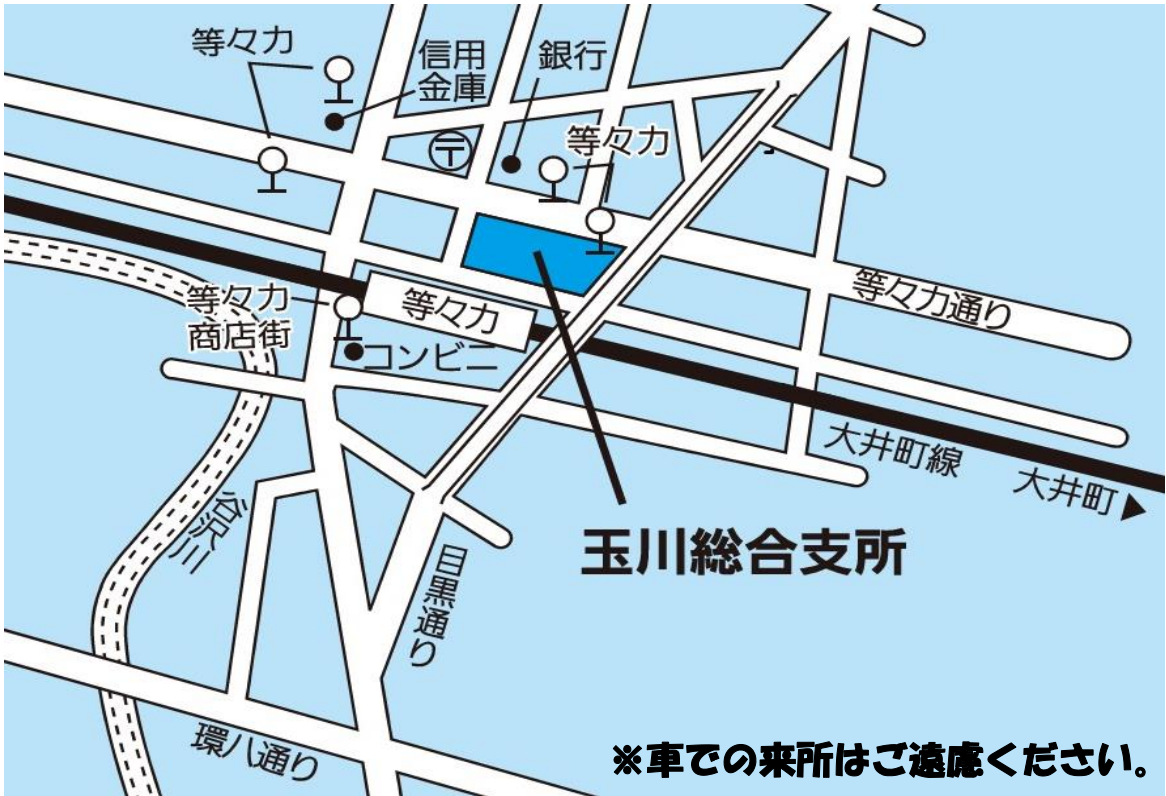 等々力
信用
金庫
銀行
〒
等々力
等々力
商店街
等々力
等々力通り
コンビニ
大井町線
大井町▶
谷沢川
玉川総合支所
目黒通り
環八通り
※車での来所はご遠慮ください。